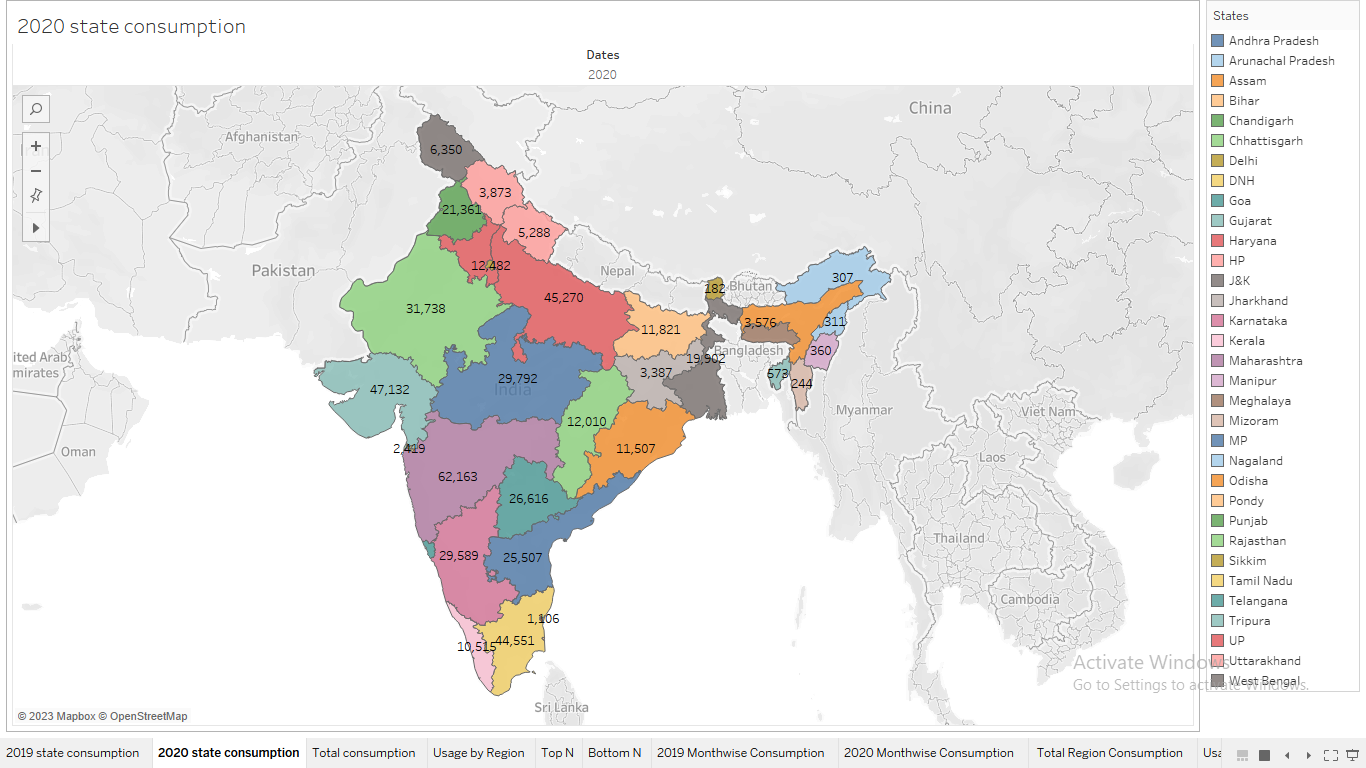 2020 state consumption
Dates
2020
States
Andhra Pradesh
Arunachal Pradesh
Assam
Bihar
Chandigarh
Chhattisgarh
Delhi
DNH
Goa
Gujarat
Haryana
HP
J&K
Jharkhand
Karnataka
Kerala
Maharashtra
Manipur
Meghalaya
Mizoram
MP
Nagaland
Odisha
Pondy
Punjab
Rajasthan
Sikkim
Tamil Nadu
Telangana
Tripura
UP
Uttarakhand
West Bengal
China
Afghanistan
6,350
3,873
21,361
5,288
Pakistan
12,482
Nepal
307
182
Bhutan
45,270
31,738
3,576
311
11,821
Bangladesh
360
19,902
3,387
573
29,792
244
India
47,132
Myanmar
Viet Nam
ited Arab
mirates
12,010
2,419
11,507
Oman
Laos
62,163
26,616
Thailand
29,589
25,507
Cambodia
1,106
10,515
44,551
Sri Lanka
Activate Windows
Go to Settings to activate Windows.
© 2023 Mapbox © OpenStreetMap
2019 state consumption
2020 state consumption
Total consumption
Usage by Region
Top N
Bottom N
2019 Monthwise Consumption
2020 Monthwise Consumption
Total Region Consumption
Usa